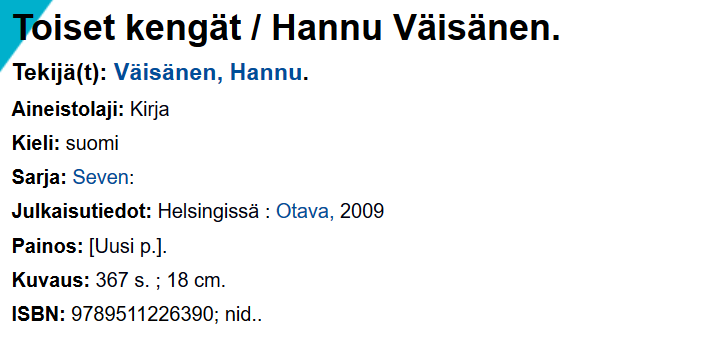 Toiset kengät / Hannu Väisänen.
Tekijä(t): Väisänen, Hannu.
Aineistolaji: Kirja
Kieli: suomi
Sarja: Seven:
Julkaisutiedot: Helsingissä : Otava, 2009
Painos: [Uusi p.].
Kuvaus: 367 s. ; 18 cm.
ISBN: 9789511226390; nid..